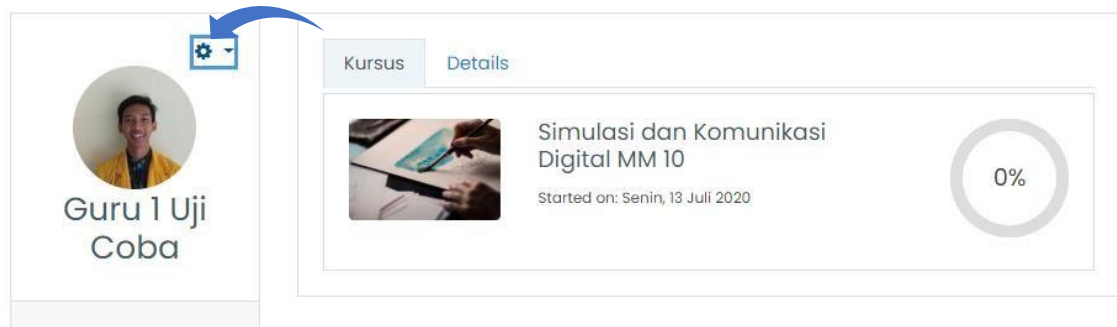 Kursus
Details
Simulasi dan Komunikasi
Digital MM 10
Started on: Senin, 13 Juli 2020
0%
Guru 1 Uji
Coba